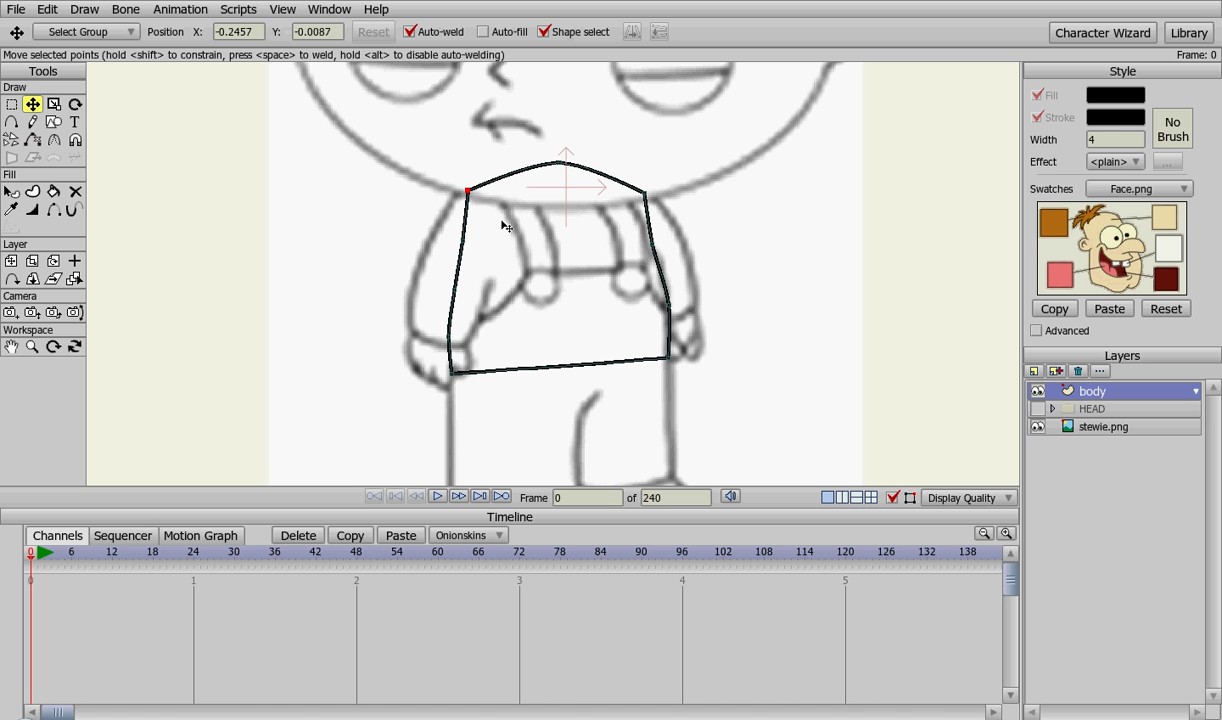 File Edit Draw Bone Animation Scripts View Window Help
Select Group Position X: -0.2457 Y: -0.0087 Reset Auto-weld Auto-fill Shape select Character Wizard Library
Move selected points (hold <shift> to constrain, press <space> to weld, hold <alt> to disable auto-welding) Frame: 0
Tools
Draw
T
Fill
Layer
Camera
Workspace
Style
Fill
Stroke
No
Brush
Width 4
Effect <plain> ...
Swatches Face.png
Copy Paste Reset
Advanced
Layers
...
body
HEAD
stewie.png
Frame 0 of 240 Display Quality
Timeline
Channels Sequencer Motion Graph Delete Copy Paste Onionskins
0 6 12 18 24 30 36 42 48 54 60 66 72 78 84 90 96 102 108 114 120 126 132 138
0 1 2 3 4 5